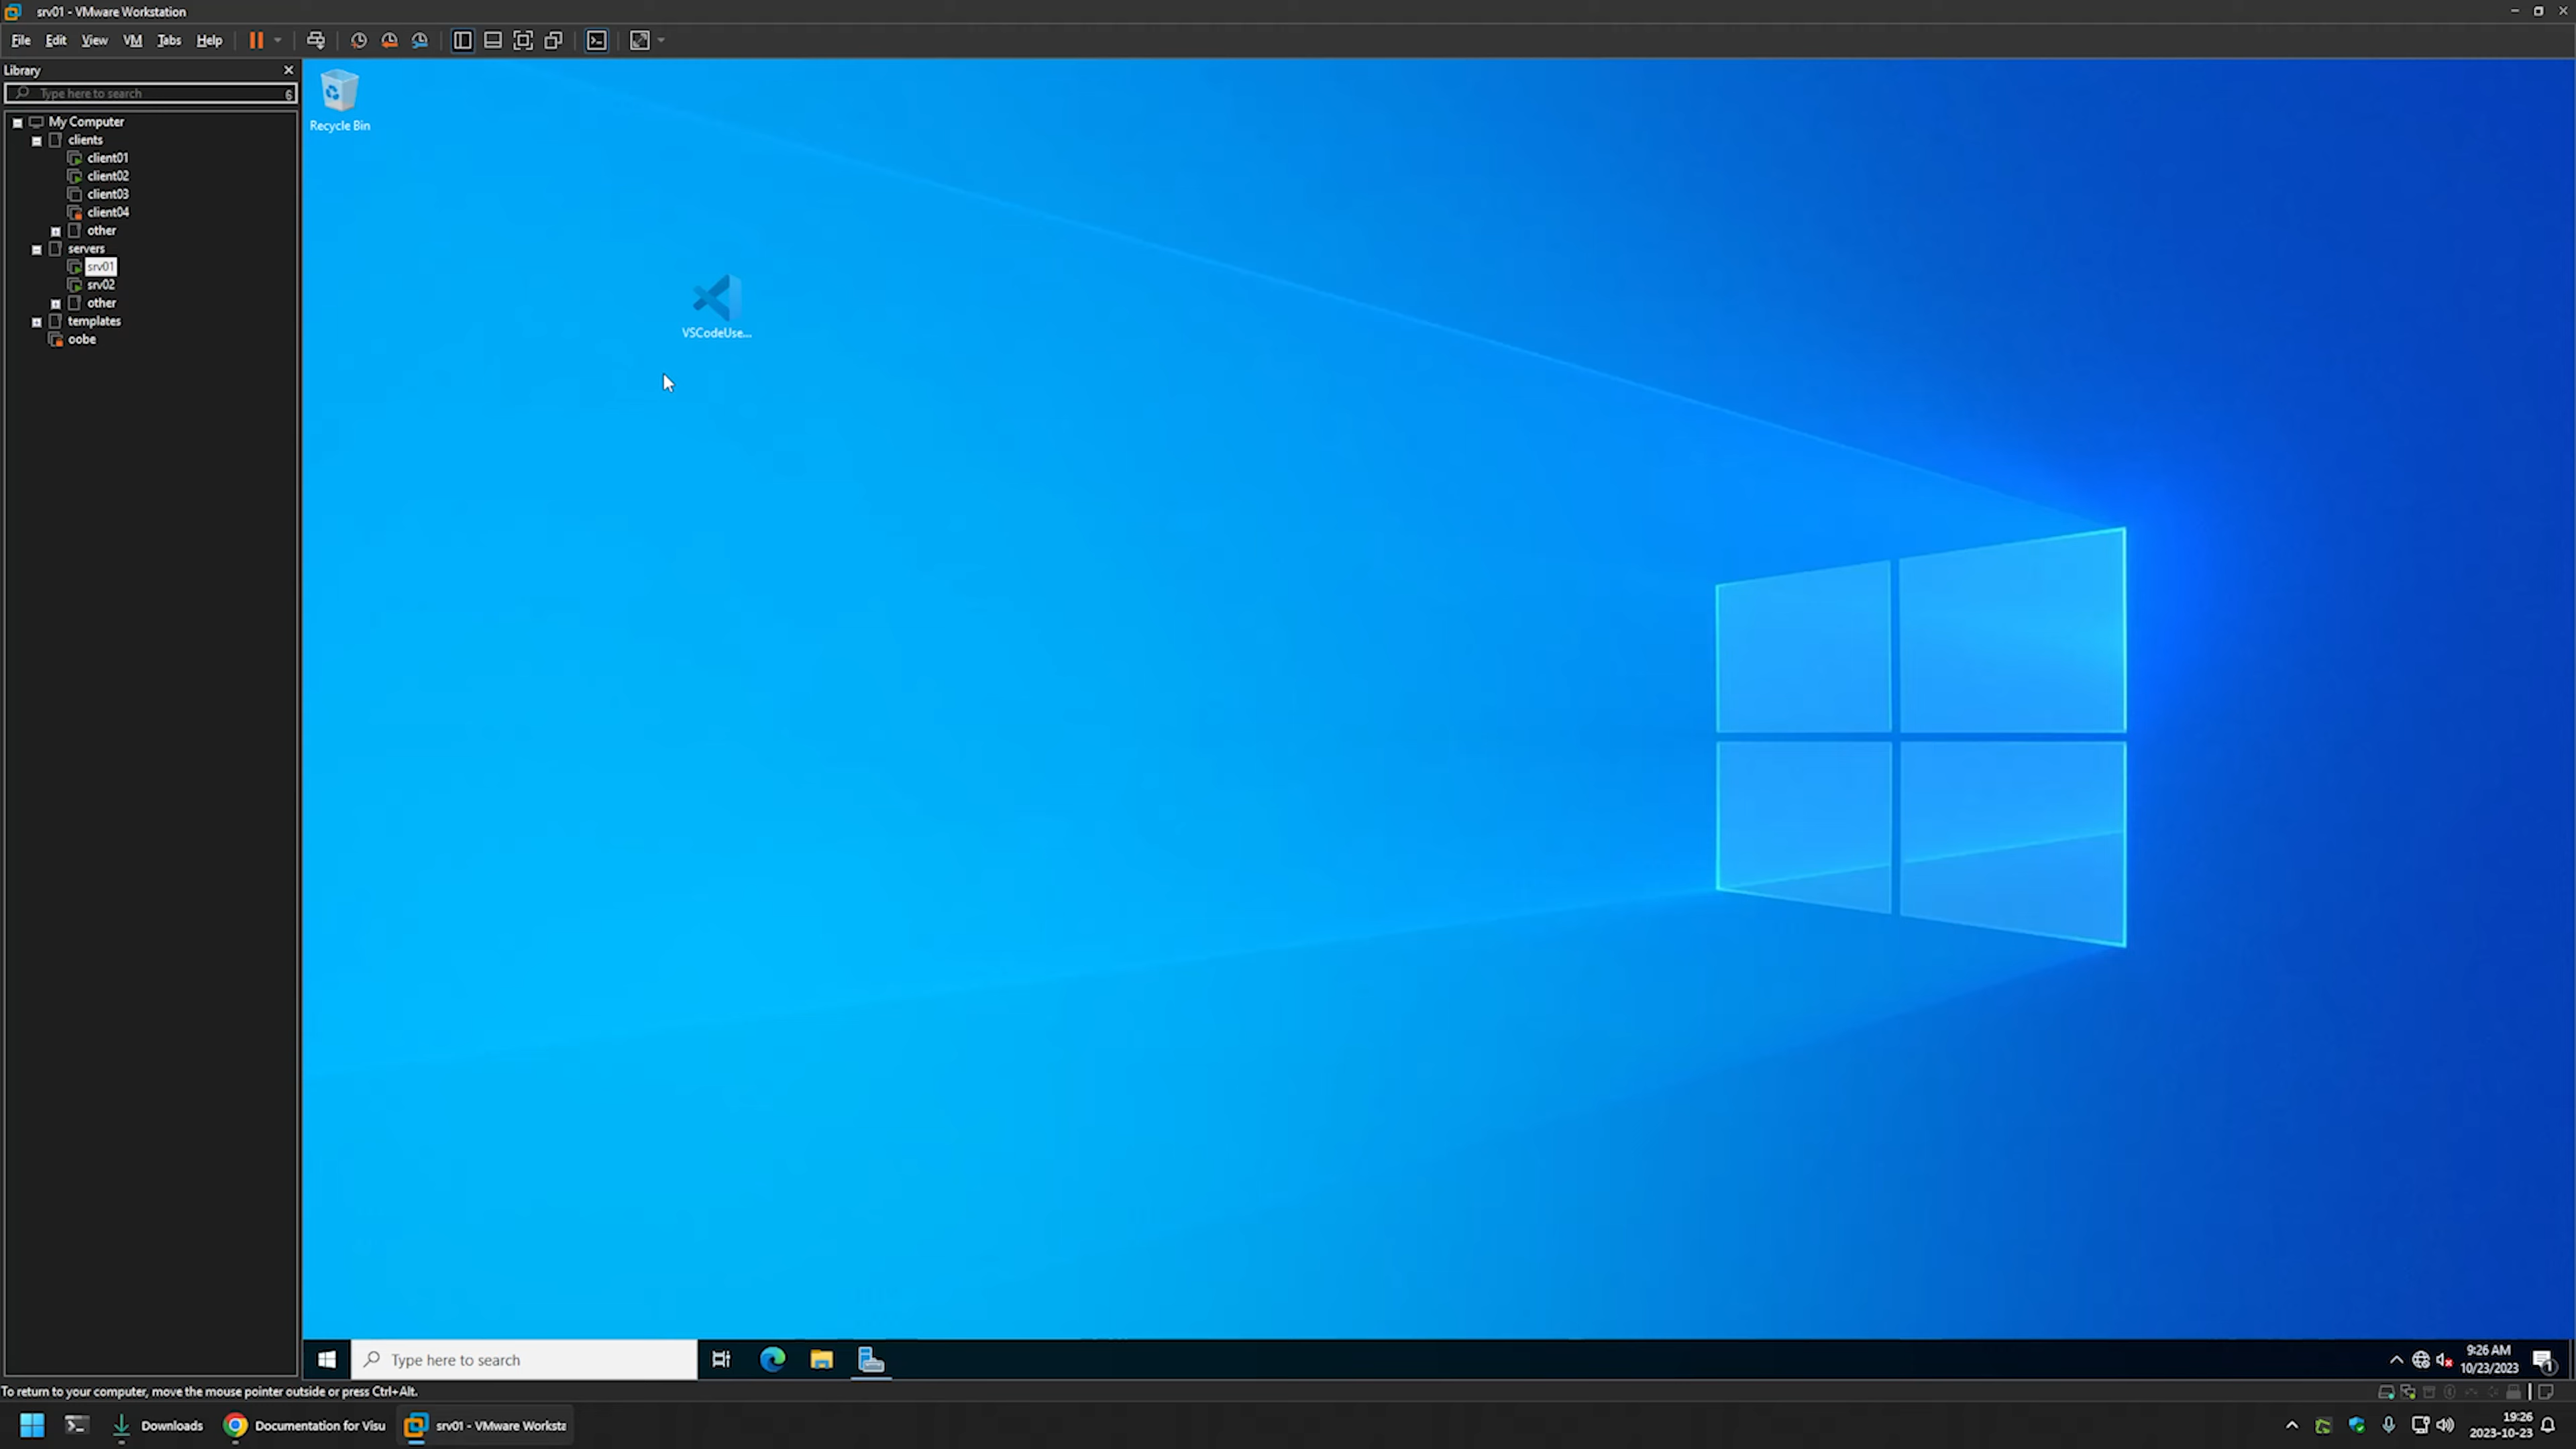 srv01 - VMware Workstation
File Edit View VM Tabs Help
Library
Type here to search
My Computer
clients
client01
client02
client03
client04
other
servers
srv01
srv02
other
templates
oobe
Recycle Bin
VSCodeUse...
Type here to search
9:26 AM
10/23/2023
1
To return to your computer, move the mouse pointer outside or press Ctrl+Alt.
Downloads
Documentation for Visu
srv01 - VMware Worksta
19:26
2023-10-23